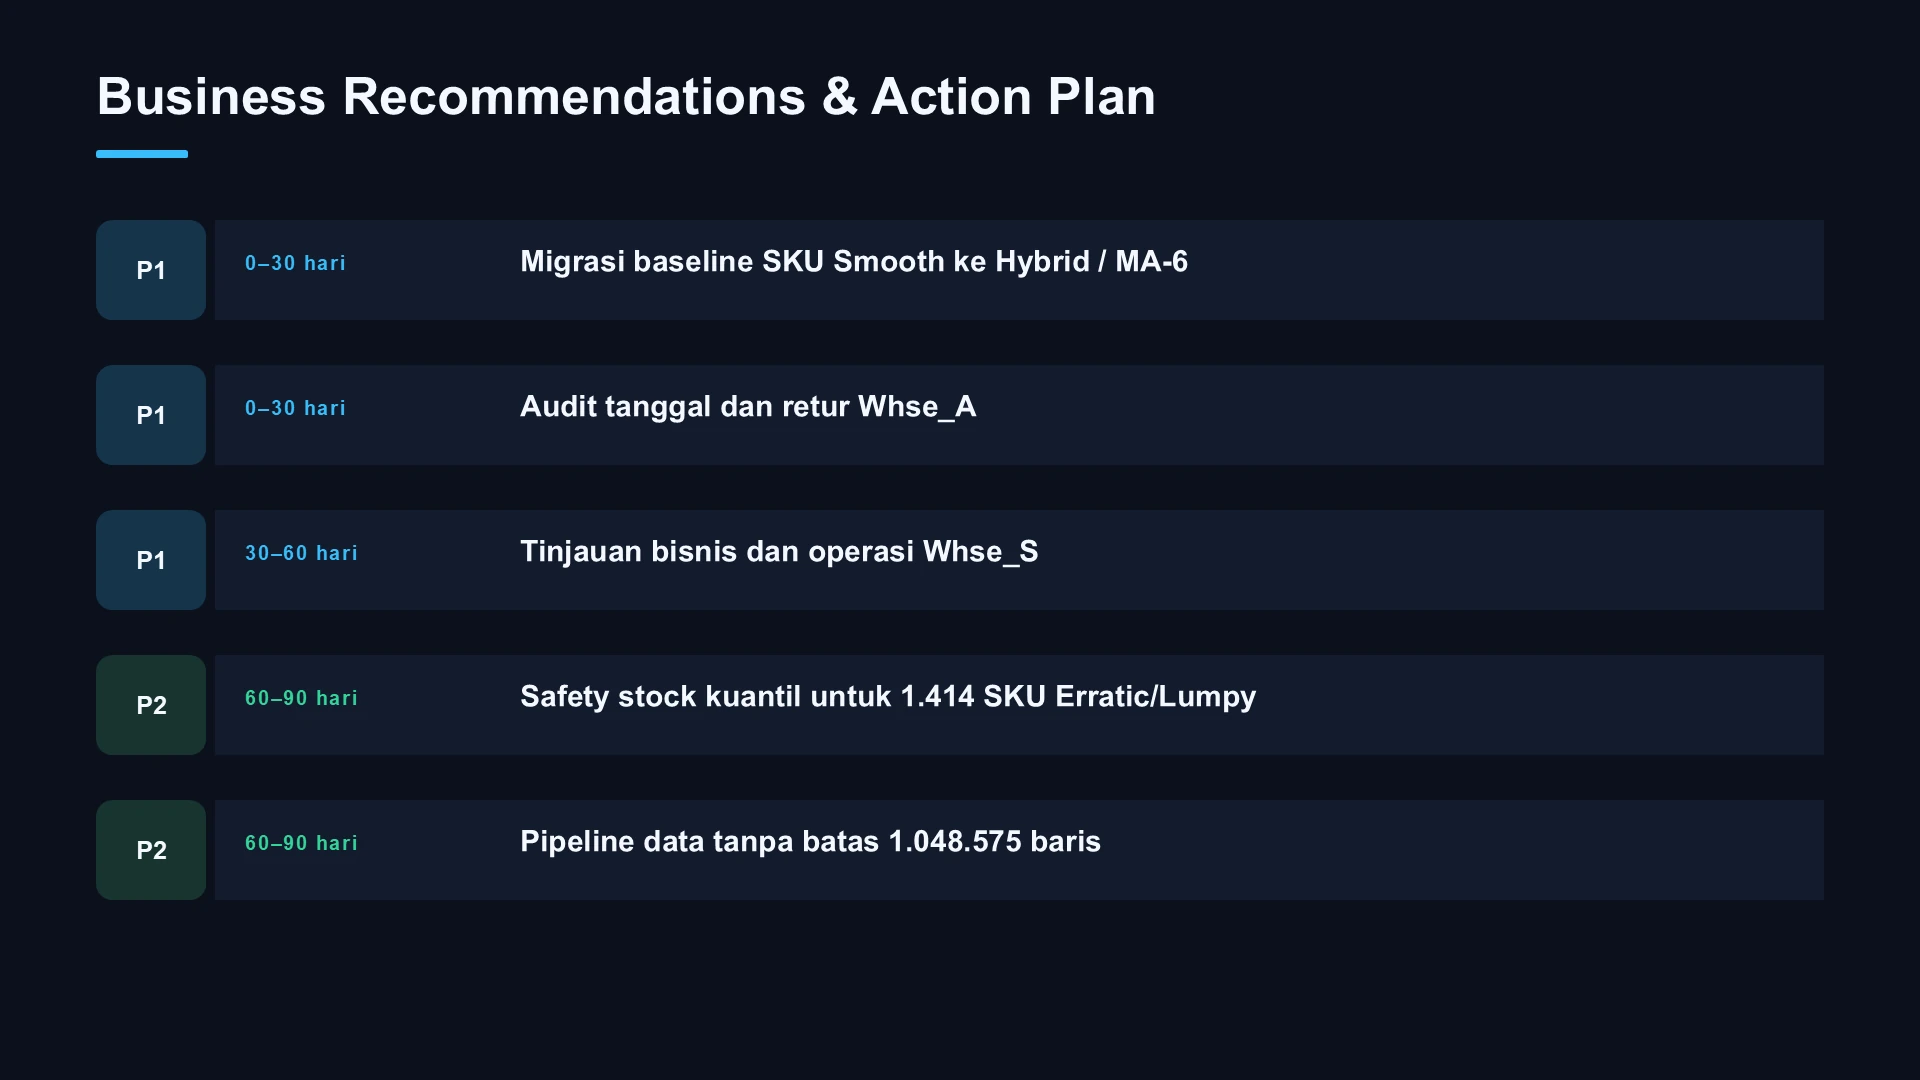 Business Recommendations & Action Plan
P1
0–30 hari
Migrasi baseline SKU Smooth ke Hybrid / MA-6
P1
0–30 hari
Audit tanggal dan retur Whse_A
P1
30–60 hari
Tinjauan bisnis dan operasi Whse_S
P2
60–90 hari
Safety stock kuantil untuk 1.414 SKU Erratic/Lumpy
P2
60–90 hari
Pipeline data tanpa batas 1.048.575 baris